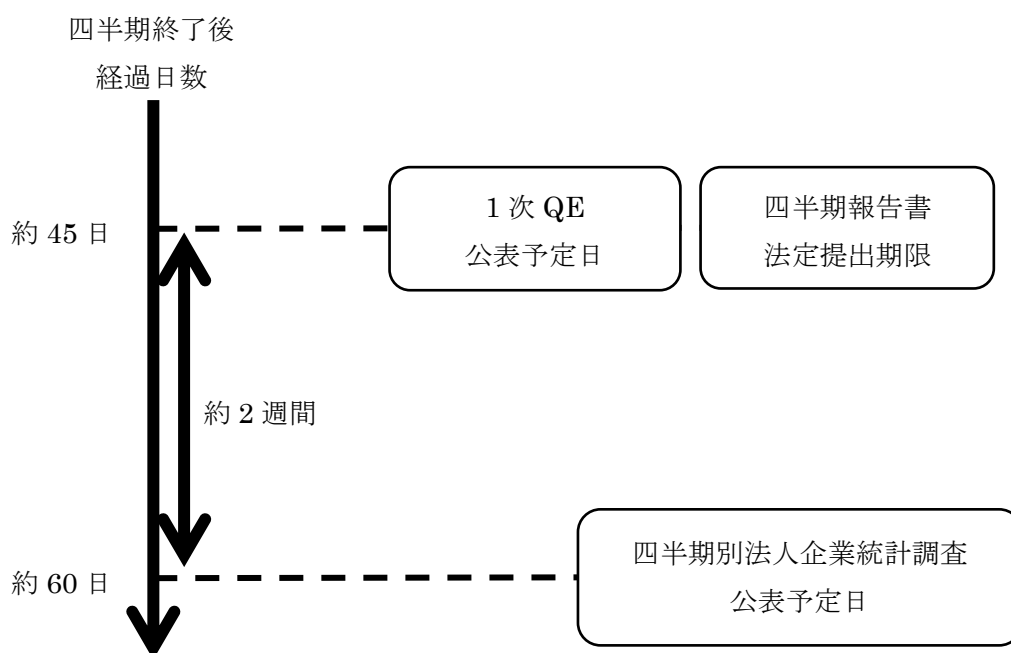 四半期終了後
経過日数
約 45 日
1 次 QE
公表予定日
四半期報告書
法定提出期限
約 2 週間
約 60 日
四半期別法人企業統計調査
公表予定日